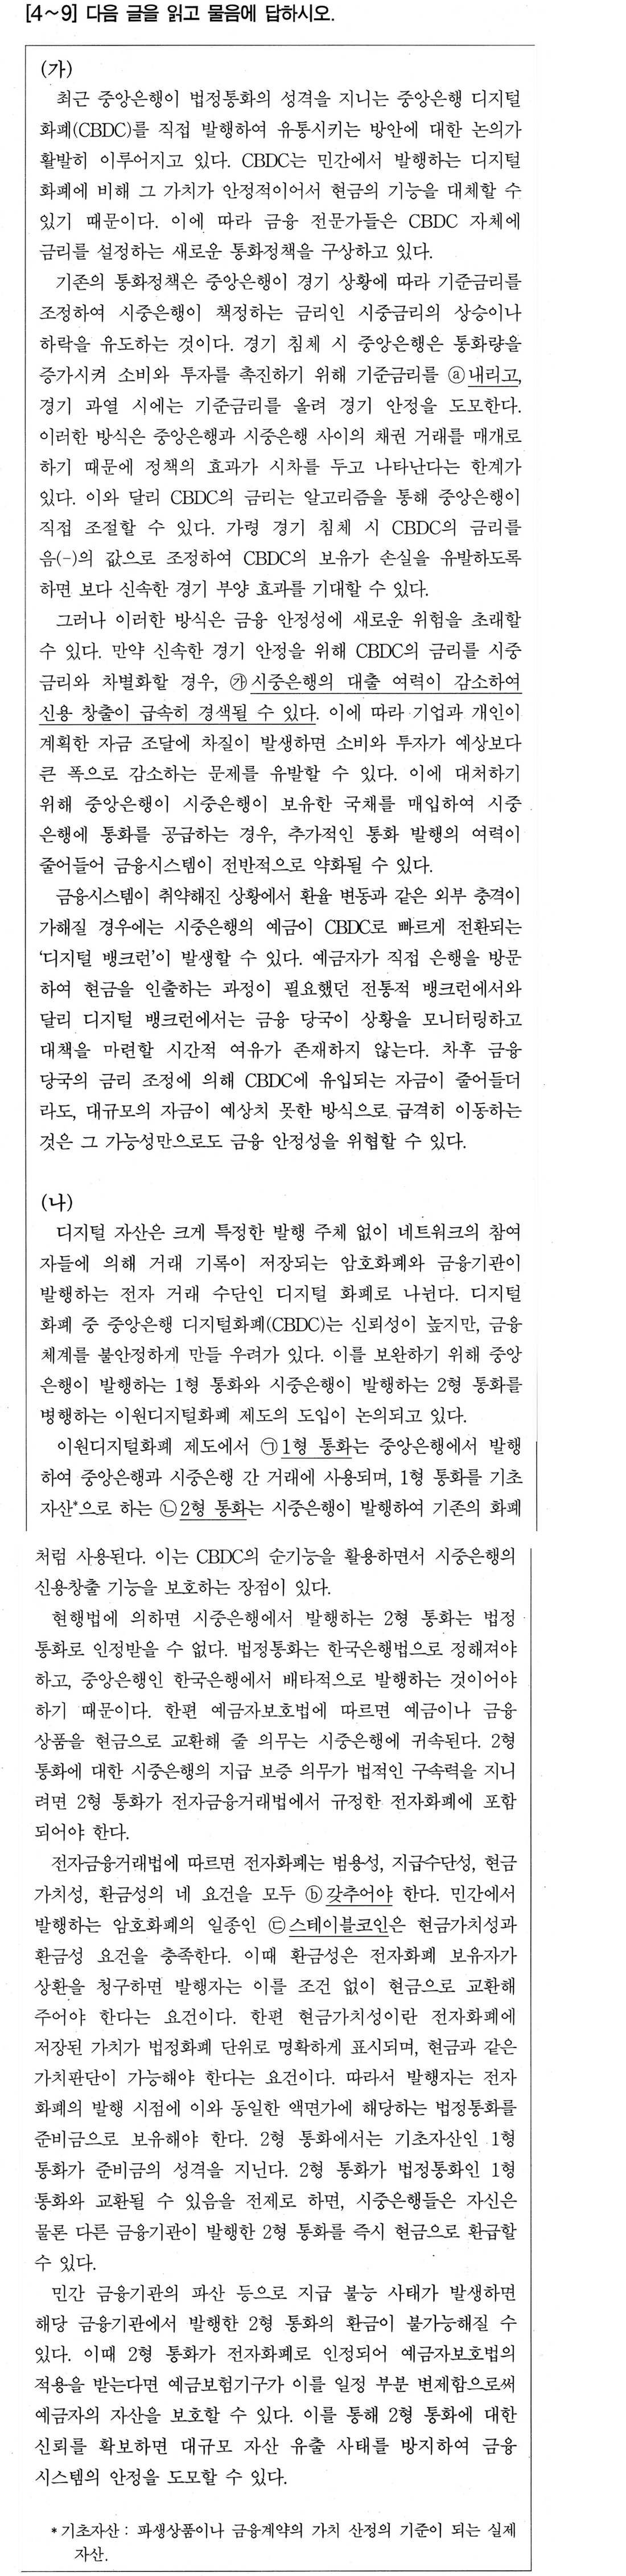 [4~9] 다음 글을 읽고 물음에 답하시오.
(가)
최근 중앙은행이 법정통화의 성격을 지니는 중앙은행 디지털
화폐(CBDC)를 직접 발행하여 유통시키는 방안에 대한 논의가
활발히 이루어지고 있다. CBDC는 민간에서 발행하는 디지털
화폐에 비해 그 가치가 안정적이어서 현금의 기능을 대체할 수
있기 때문이다. 이에 따라 금융 전문가들은 CBDC 자체에
금리를 설정하는 새로운 통화정책을 구상하고 있다.
기존의 통화정책은 중앙은행이 경기 상황에 따라 기준금리를
조정하여 시중은행이 책정하는 금리인 시중금리의 상승이나
하락을 유도하는 것이다. 경기 침체 시 중앙은행은 통화량을
증가시켜 소비와 투자를 촉진하기 위해 기준금리를 ⓐ내리고,
경기 과열 시에는 기준금리를 올려 경기 안정을 도모한다.
이러한 방식은 중앙은행과 시중은행 사이의 채권 거래를 매개로
하기 때문에 정책의 효과가 시차를 두고 나타난다는 한계가
있다. 이와 달리 CBDC의 금리는 알고리즘을 통해 중앙은행이
직접 조절할 수 있다. 가령 경기 침체 시 CBDC의 금리를
음(-)의 값으로 조정하여 CBDC의 보유가 손실을 유발하도록
하면 보다 신속한 경기 부양 효과를 기대할 수 있다.
그러나 이러한 방식은 금융 안정성에 새로운 위험을 초래할
수 있다. 만약 신속한 경기 안정을 위해 CBDC의 금리를 시중
금리와 차별화할 경우, ㉮시중은행의 대출 여력이 감소하여
신용 창출이 급속히 경색될 수 있다. 이에 따라 기업과 개인이
계획한 자금 조달에 차질이 발생하면 소비와 투자가 예상보다
큰 폭으로 감소하는 문제를 유발할 수 있다. 이에 대처하기
위해 중앙은행이 시중은행이 보유한 국채를 매입하여 시중
은행에 통화를 공급하는 경우, 추가적인 통화 발행의 여력이
줄어들어 금융시스템이 전반적으로 약화될 수 있다.
금융시스템이 취약해진 상황에서 환율 변동과 같은 외부 충격이
가해질 경우에는 시중은행의 예금이 CBDC로 빠르게 전환되는
‘디지털 뱅크런’이 발생할 수 있다. 예금자가 직접 은행을 방문
하여 현금을 인출하는 과정이 필요했던 전통적 뱅크런에서와
달리 디지털 뱅크런에서는 금융 당국이 상황을 모니터링하고
대책을 마련할 시간적 여유가 존재하지 않는다. 차후 금융
당국의 금리 조정에 의해 CBDC에 유입되는 자금이 줄어들더
라도, 대규모의 자금이 예상치 못한 방식으로 급격히 이동하는
것은 그 가능성만으로도 금융 안정성을 위협할 수 있다.
(나)
디지털 자산은 크게 특정한 발행 주체 없이 네트워크의 참여
자들에 의해 거래 기록이 저장되는 암호화폐와 금융기관이
발행하는 전자 거래 수단인 디지털 화폐로 나뉜다. 디지털
화폐 중 중앙은행 디지털화폐(CBDC)는 신뢰성이 높지만, 금융
체계를 불안정하게 만들 우려가 있다. 이를 보완하기 위해 중앙
은행이 발행하는 1형 통화와 시중은행이 발행하는 2형 통화를
병행하는 이원디지털화폐 제도의 도입이 논의되고 있다.
이원디지털화폐 제도에서 ㉠1형 통화는 중앙은행에서 발행
하여 중앙은행과 시중은행 간 거래에 사용되며, 1형 통화를 기초
자산*으로 하는 ㉡2형 통화는 시중은행이 발행하여 기존의 화폐
처럼 사용된다. 이는 CBDC의 순기능을 활용하면서 시중은행의
신용창출 기능을 보호하는 장점이 있다.
현행법에 의하면 시중은행에서 발행하는 2형 통화는 법정
통화로 인정받을 수 없다. 법정통화는 한국은행법으로 정해져야
하고, 중앙은행인 한국은행에서 배타적으로 발행하는 것이어야
하기 때문이다. 한편 예금자보호법에 따르면 예금이나 금융
상품을 현금으로 교환해 줄 의무는 시중은행에 귀속된다. 2형
통화에 대한 시중은행의 지급 보증 의무가 법적인 구속력을 지니
려면 2형 통화가 전자금융거래법에서 규정한 전자화폐에 포함
되어야 한다.
전자금융거래법에 따르면 전자화폐는 범용성, 지급수단성, 현금
가치성, 환금성의 네 요건을 모두 ⓑ갖추어야 한다. 민간에서
발행하는 암호화폐의 일종인 ㉢스테이블코인은 현금가치성과
환금성 요건을 충족한다. 이때 환금성은 전자화폐 보유자가
상환을 청구하면 발행자는 이를 조건 없이 현금으로 교환해
주어야 한다는 요건이다. 한편 현금가치성이란 전자화폐에
저장된 가치가 법정화폐 단위로 명확하게 표시되며, 현금과 같은
가치판단이 가능해야 한다는 요건이다. 따라서 발행자는 전자
화폐의 발행 시점에 이와 동일한 액면가에 해당하는 법정통화를
준비금으로 보유해야 한다. 2형 통화에서는 기초자산인 1형
통화가 준비금의 성격을 지닌다. 2형 통화가 법정통화인 1형
통화와 교환될 수 있음을 전제로 하면, 시중은행들은 자신은
물론 다른 금융기관이 발행한 2형 통화를 즉시 현금으로 환급할
수 있다.
민간 금융기관의 파산 등으로 지급 불능 사태가 발생하면
해당 금융기관에서 발행한 2형 통화의 환금이 불가능해질 수
있다. 이때 2형 통화가 전자화폐로 인정되어 예금자보호법의
적용을 받는다면 예금보험기구가 이를 일정 부분 변제함으로써
예금자의 자산을 보호할 수 있다. 이를 통해 2형 통화에 대한
신뢰를 확보하면 대규모 자산 유출 사태를 방지하여 금융
시스템의 안정을 도모할 수 있다.
*기초자산: 파생상품이나 금융계약의 가치 산정의 기준이 되는 실제
자산.